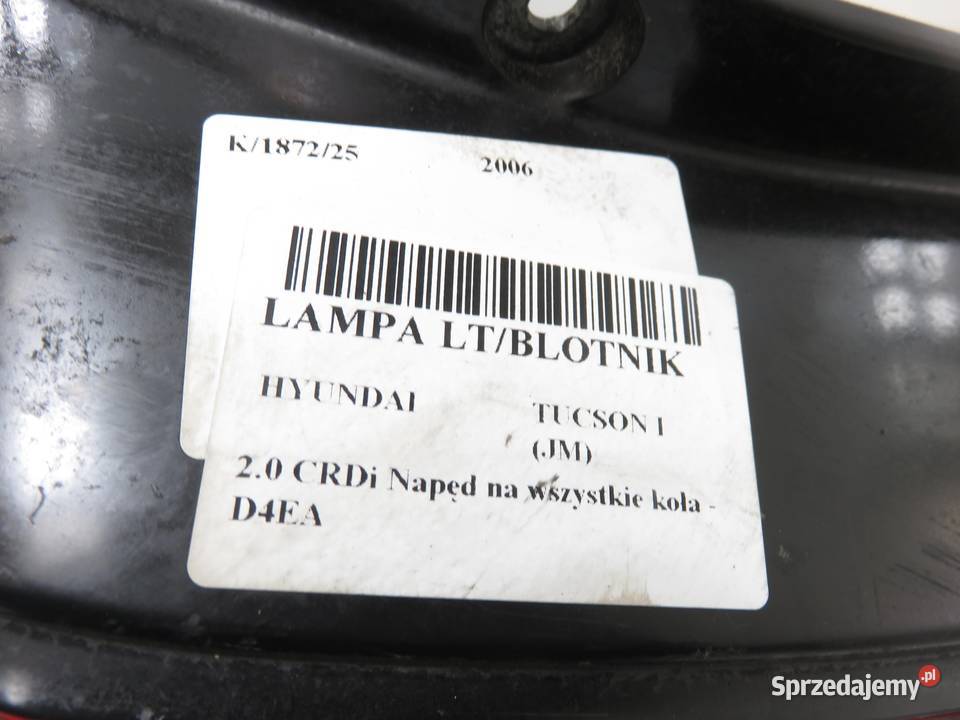 K/1872/25
2006
LAMPA LT/BLOTNIK
HYUNDAI
TUCSON I
(JM)
2.0 CRDi Napęd na wszystkie koła -
D4EA
Sprzedajemy.pl